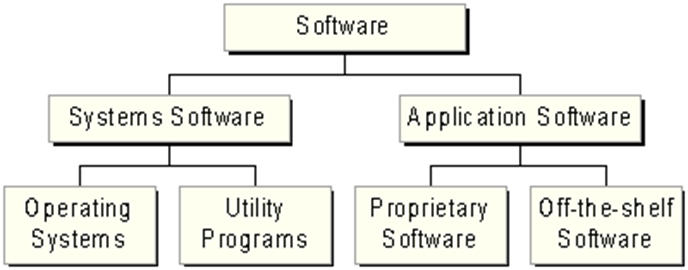 Software
Systems Software
Application Software
Operating
Systems
Utility
Programs
Proprietary
Software
Off-the-shelf
Software